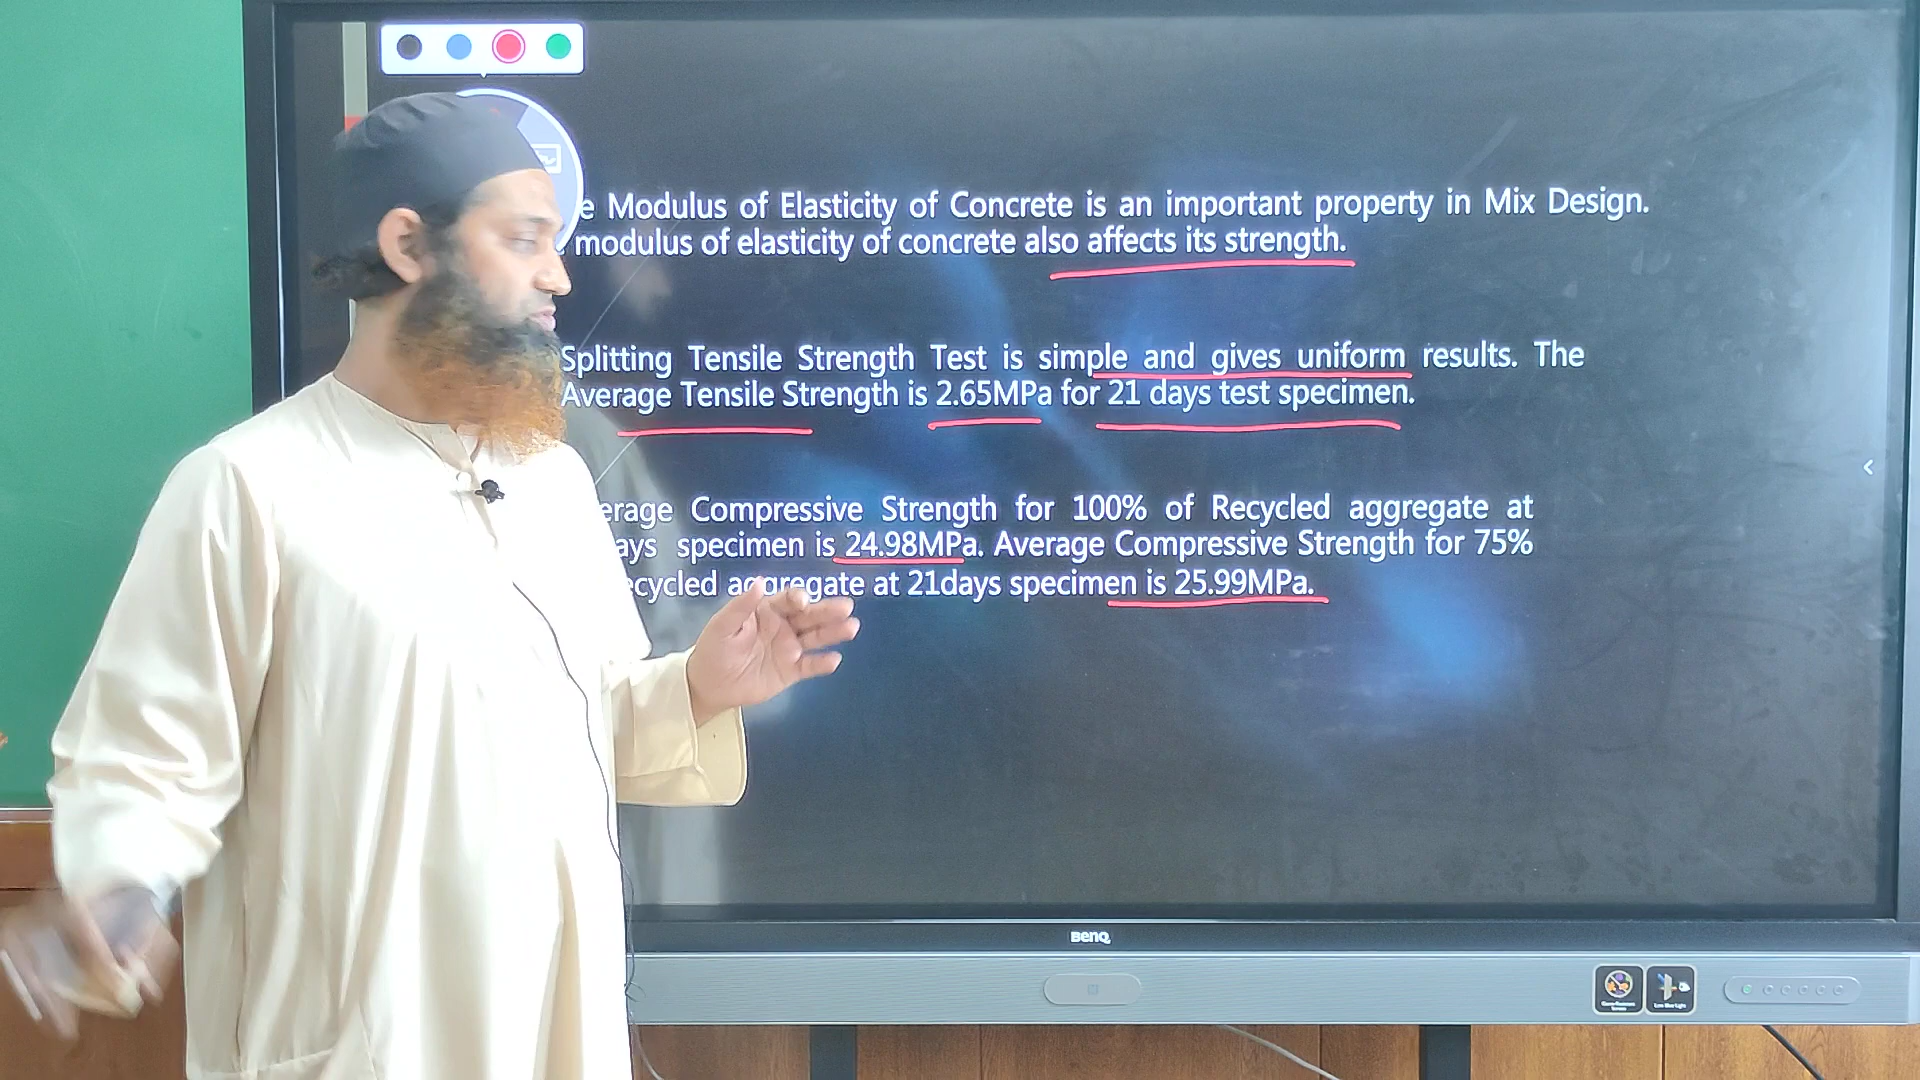 Modulus of Elasticity of Concrete is an important property in Mix Design.
modulus of elasticity of concrete also affects its strength.
Splitting Tensile Strength Test is simple and gives uniform results. The
Average Tensile Strength is 2.65MPa for 21 days test specimen.
Compressive Strength for 100% of Recycled aggregate at
specimen is 24.98MPa. Average Compressive Strength for 75%
aggregate at 21days specimen is 25.99MPa.
BenQ